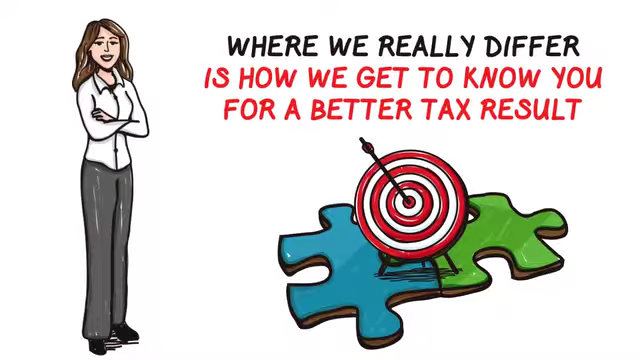 WHERE WE REALLY DIFFER
IS HOW WE GET TO KNOW YOU
FOR A BETTER TAX RESULT